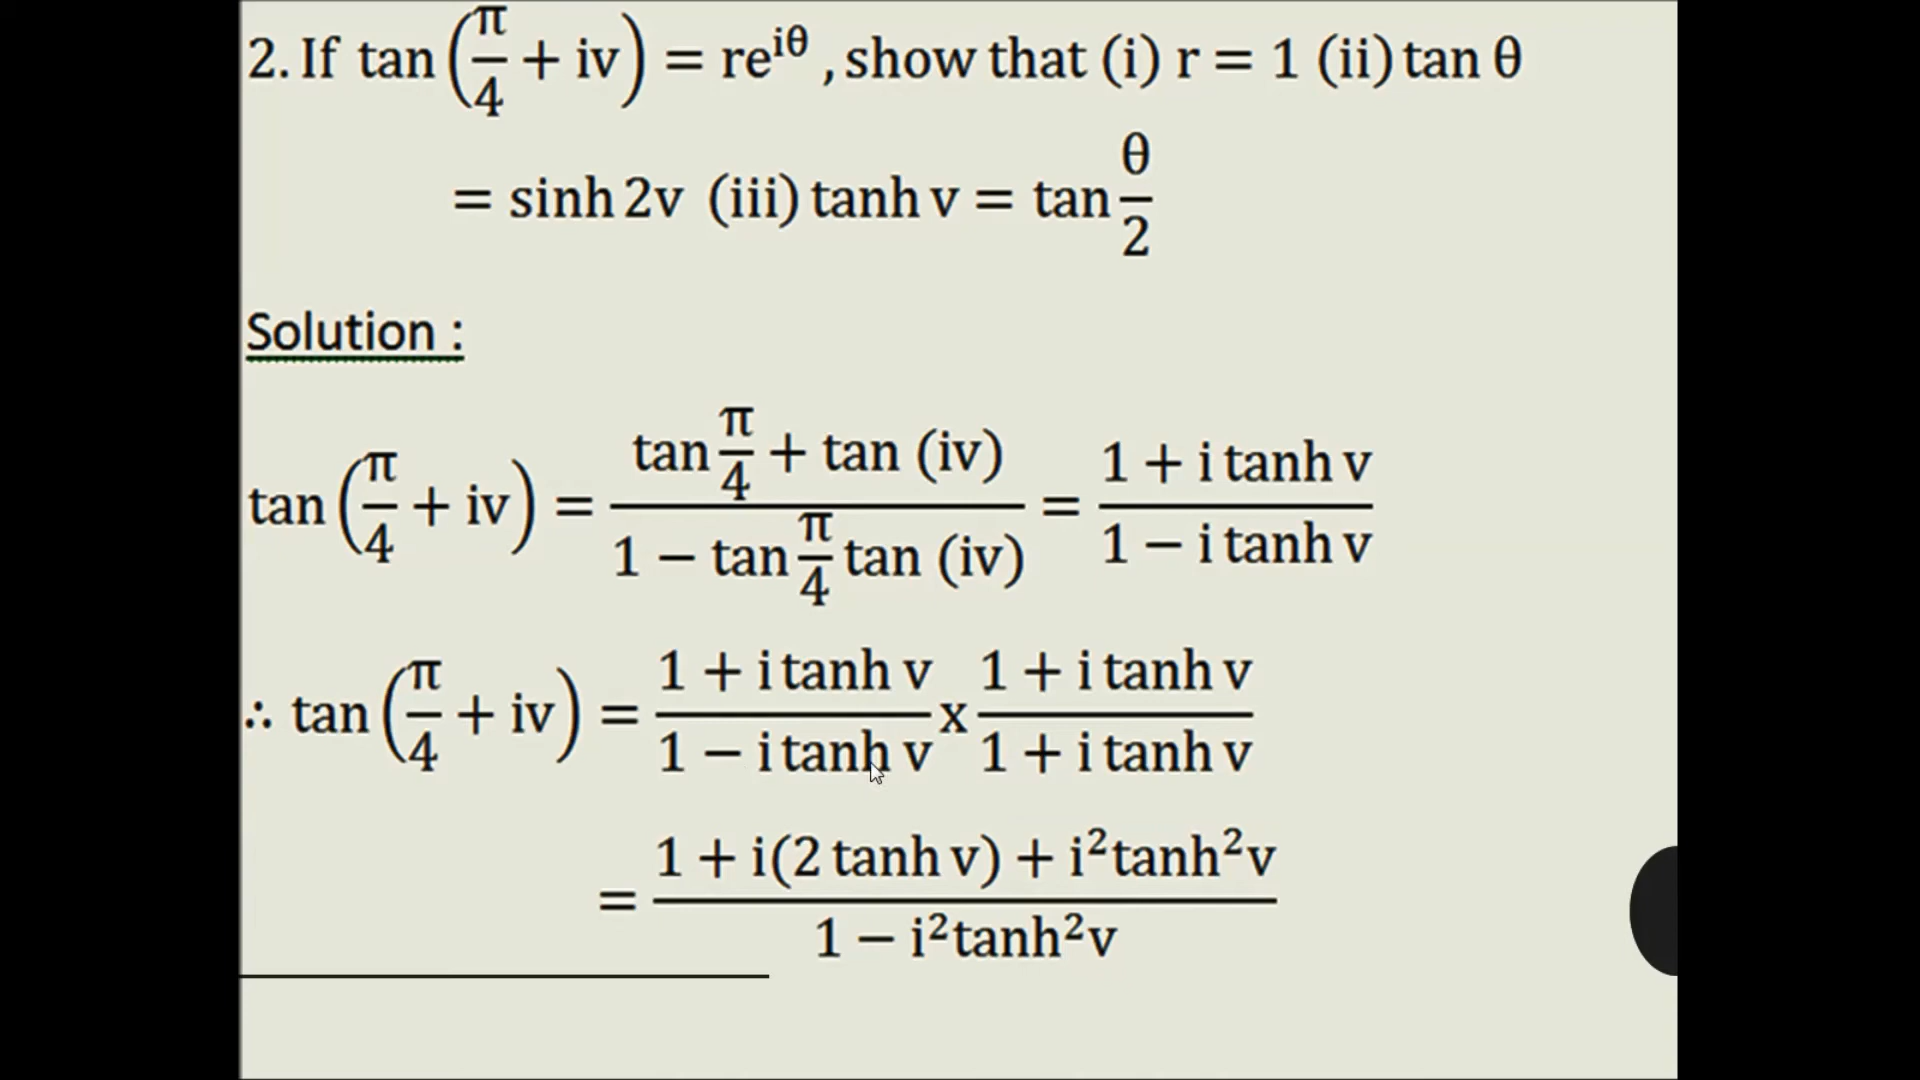 2. If tan (π/4 + iv) = re^{iθ} , show that (i) r = 1 (ii) tan θ
= sinh 2v (iii) tanh v = tan θ/2
Solution :
tan (π/4 + iv) = (tan π/4 + tan (iv))/(1 − tan π/4 tan (iv)) = (1 + i tanh v)/(1 − i tanh v)
∴ tan (π/4 + iv) = (1 + i tanh v)/(1 − i tanh v) x (1 + i tanh v)/(1 + i tanh v)
= (1 + i(2 tanh v) + i²tanh²v)/(1 − i²tanh²v)